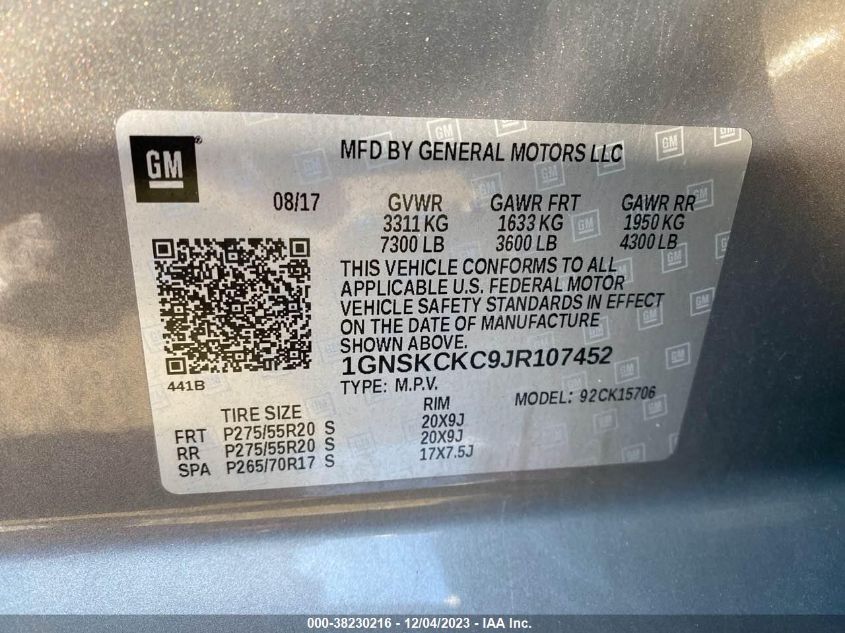 GM
MFD BY GENERAL MOTORS LLC
08/17
GVWR GAWR FRT GAWR RR
3311 KG 1633 KG 1950 KG
7300 LB 3600 LB 4300 LB
THIS VEHICLE CONFORMS TO ALL
APPLICABLE U.S. FEDERAL MOTOR
VEHICLE SAFETY STANDARDS IN EFFECT
ON THE DATE OF MANUFACTURE
SHOWN ABOVE.
1GNSKCKC9JR107452
441B
TYPE: M.P.V. MODEL: 92CK15706
TIRE SIZE RIM
FRT P275/55R20 S 20X9J
RR P275/55R20 S 20X9J
SPA P265/70R17 S 17X7.5J
000-38230216 - 12/04/2023 - IAA Inc.